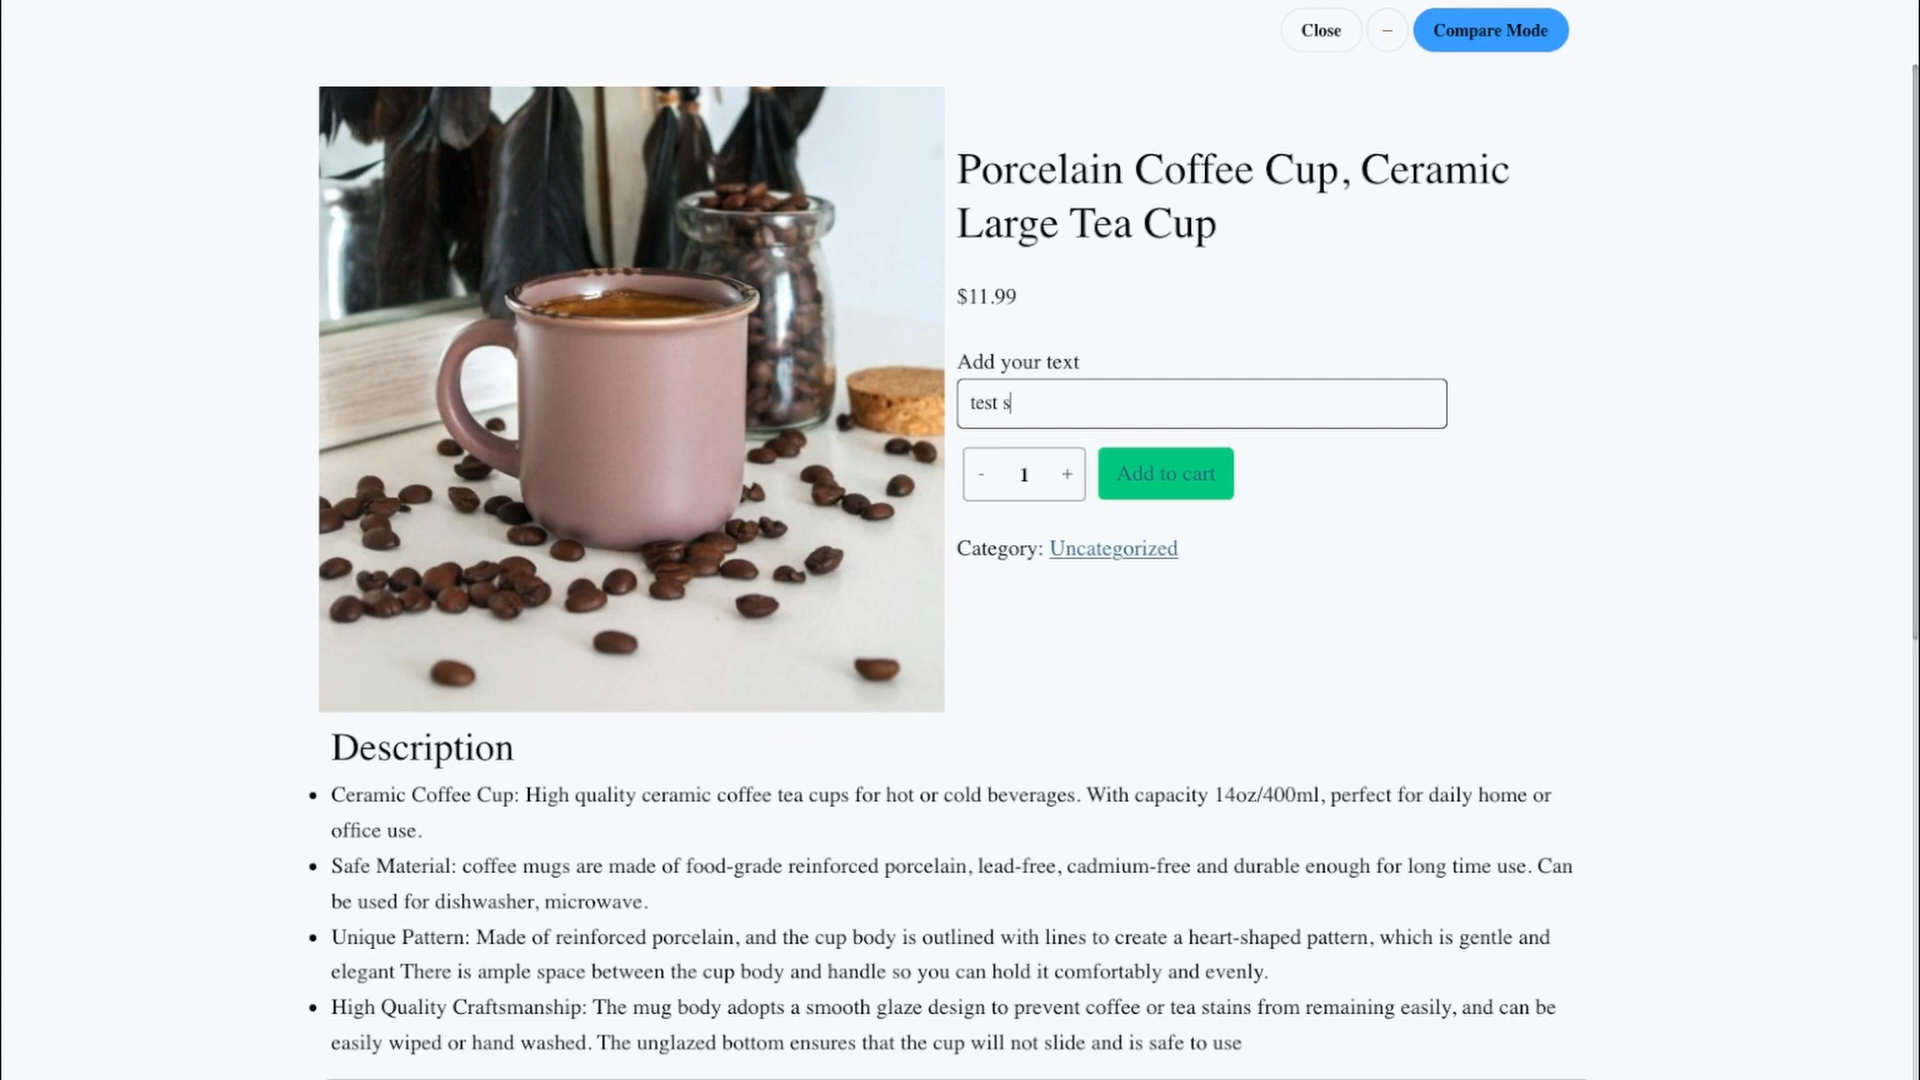 Close – Compare Mode
Porcelain Coffee Cup, Ceramic
Large Tea Cup
$11.99
Add your text
test s
- 1 + Add to cart
Category: Uncategorized
Description
Ceramic Coffee Cup: High quality ceramic coffee tea cups for hot or cold beverages. With capacity 14oz/400ml, perfect for daily home or
office use.
Safe Material: coffee mugs are made of food-grade reinforced porcelain, lead-free, cadmium-free and durable enough for long time use. Can
be used for dishwasher, microwave.
Unique Pattern: Made of reinforced porcelain, and the cup body is outlined with lines to create a heart-shaped pattern, which is gentle and
elegant There is ample space between the cup body and handle so you can hold it comfortably and evenly.
High Quality Craftsmanship: The mug body adopts a smooth glaze design to prevent coffee or tea stains from remaining easily, and can be
easily wiped or hand washed. The unglazed bottom ensures that the cup will not slide and is safe to use